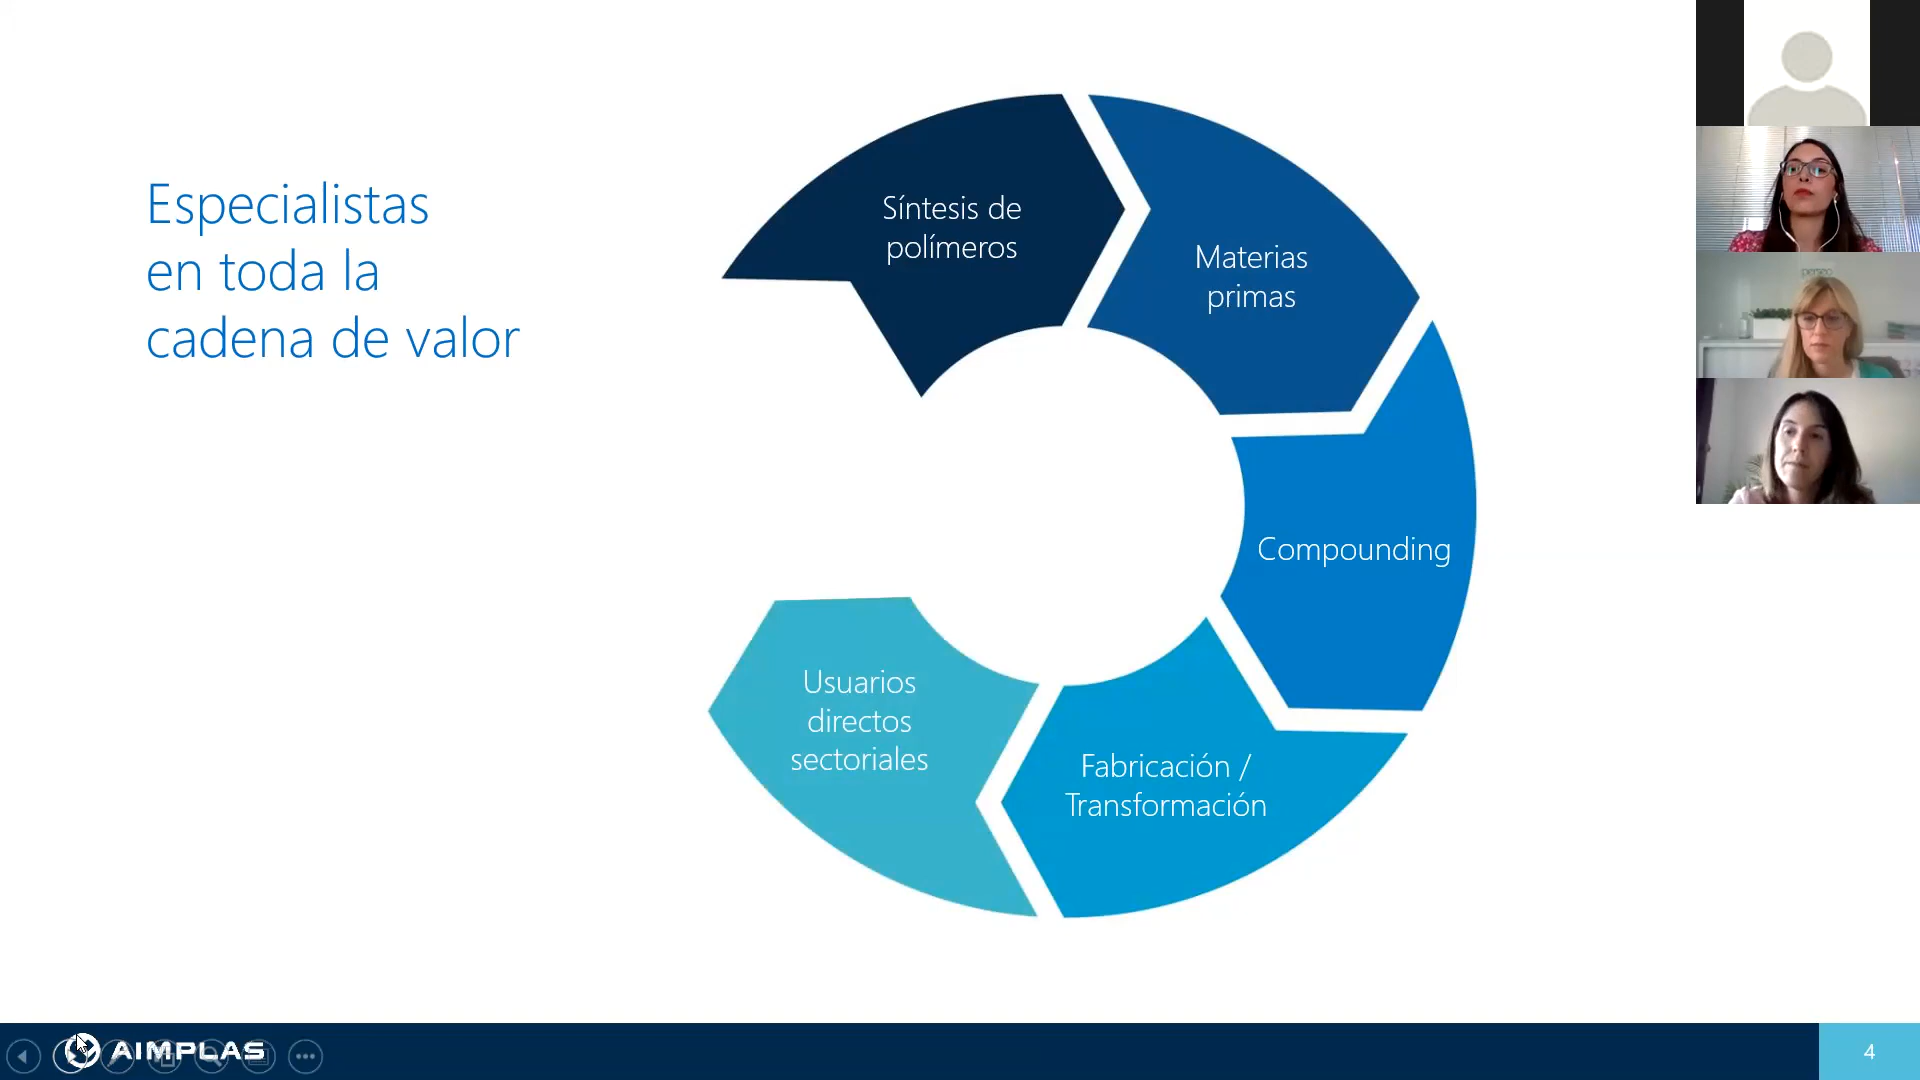 Especialistas
en toda la
cadena de valor
Síntesis de
polímeros
Materias
primas
Compounding
Fabricación /
Transformación
Usuarios
directos
sectoriales
AIMPLAS
4